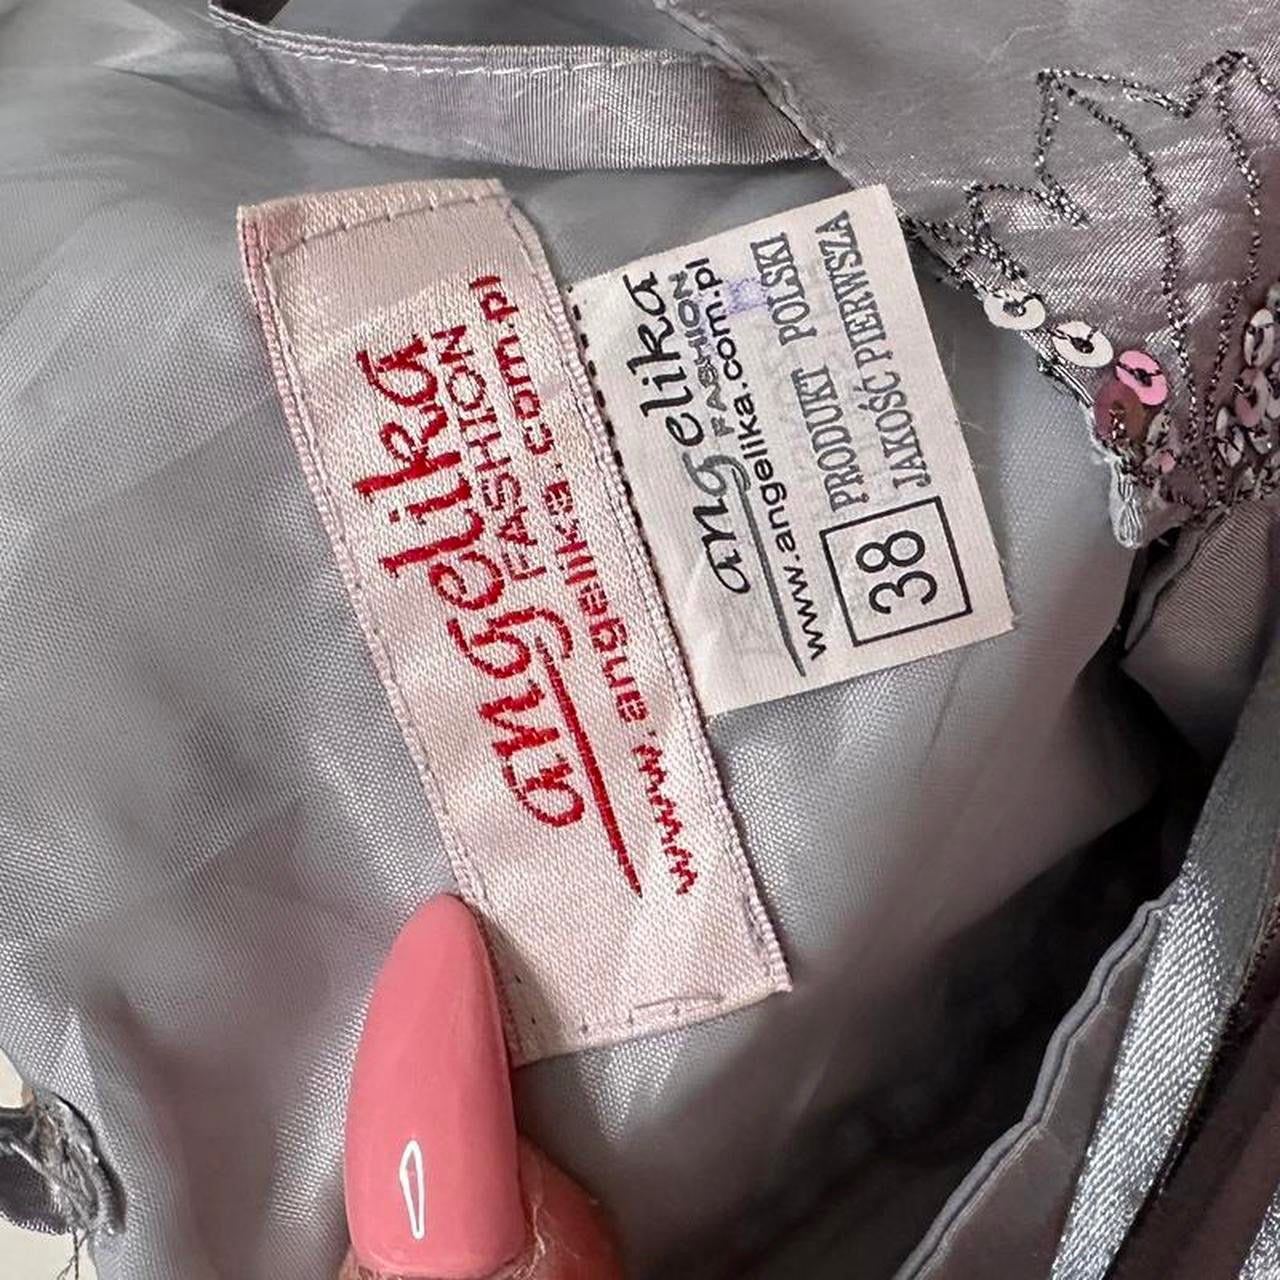 angelika
FASHION
www.angelika.com.pl
angelika
FASHION
www.angelika.com.pl
PRODUKT POLSKI
JAKOŚĆ PIERWSZA
38